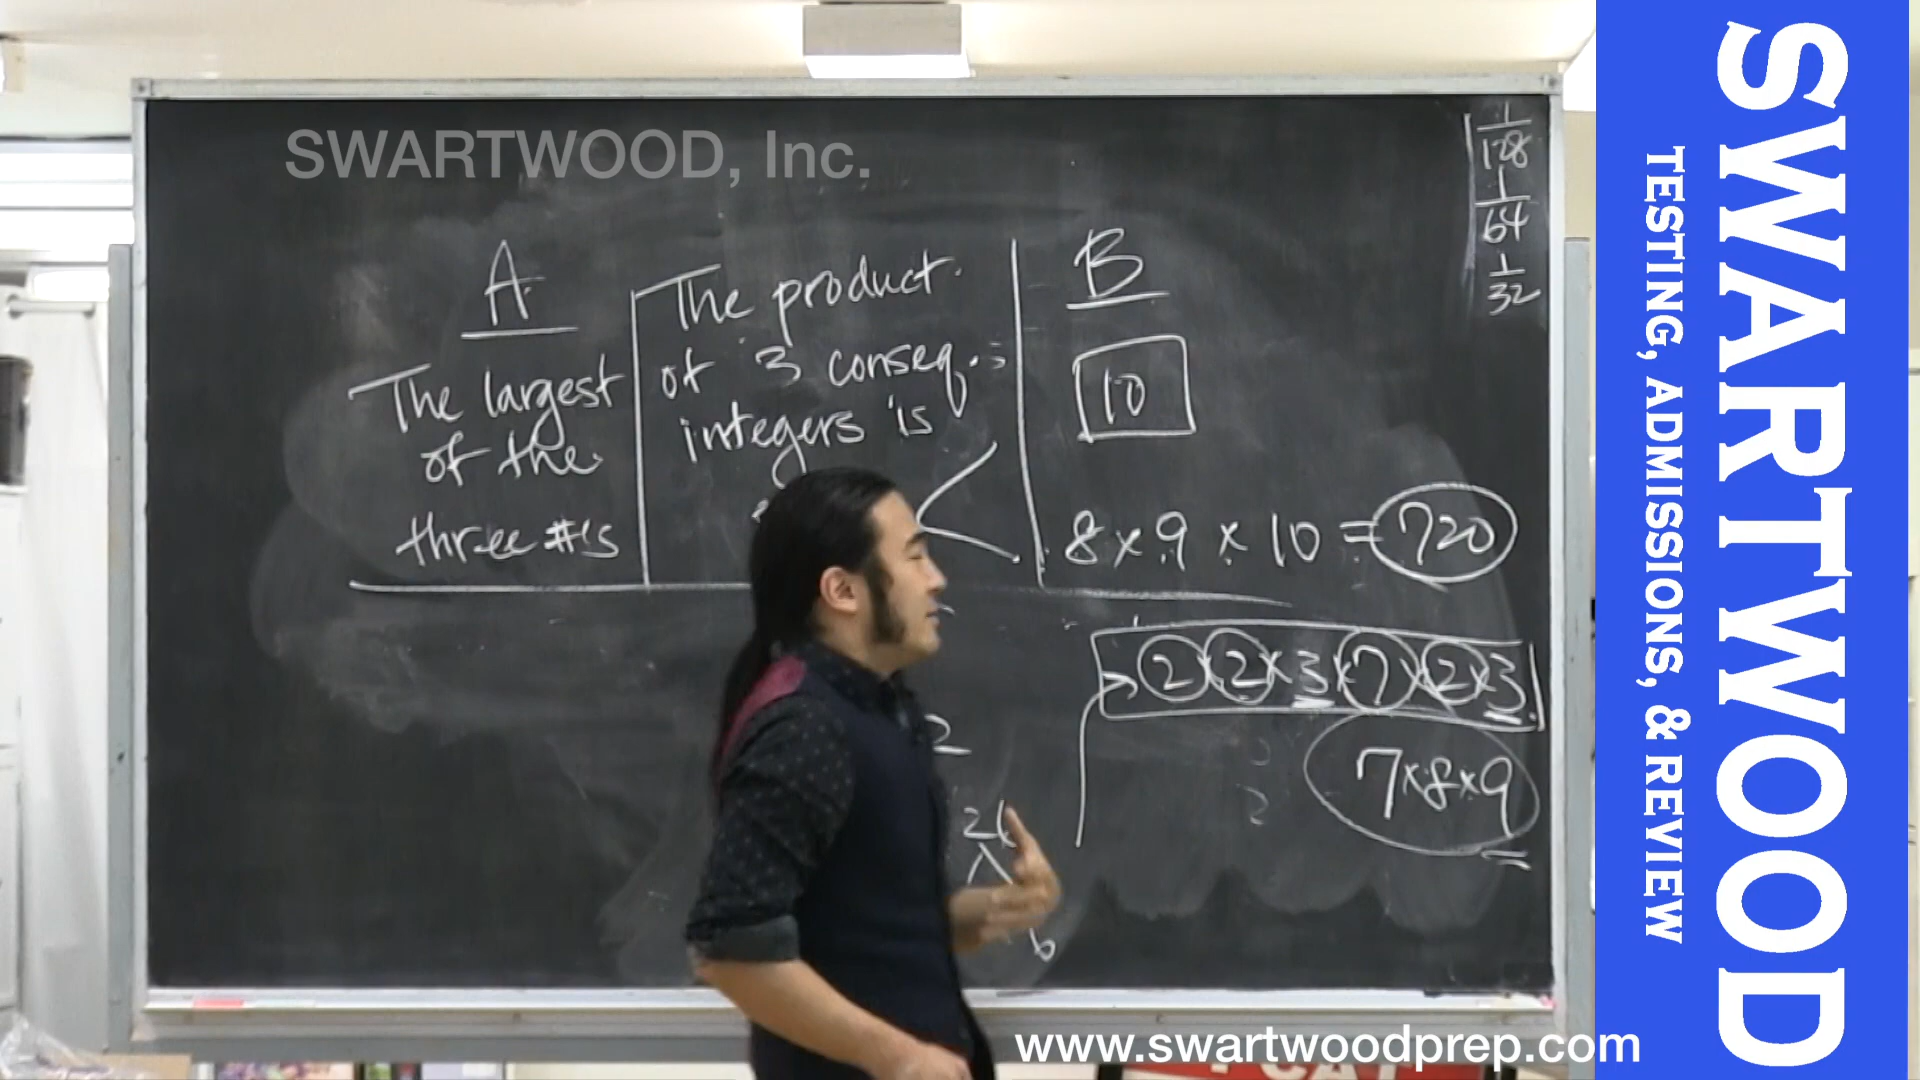 SWARTWOOD, Inc.
A
The largest
of the
three #'s
The product
of 3 conseq.
integers is
B
10
8 x 9 x 10 = 720
2 x 2 x 3 x 7 x 2 x 3
7 x 8 x 9
2
b
1
128
1
64
1
32
SWARTWOOD
TESTING, ADMISSIONS, & REVIEW
www.swartwoodprep.com